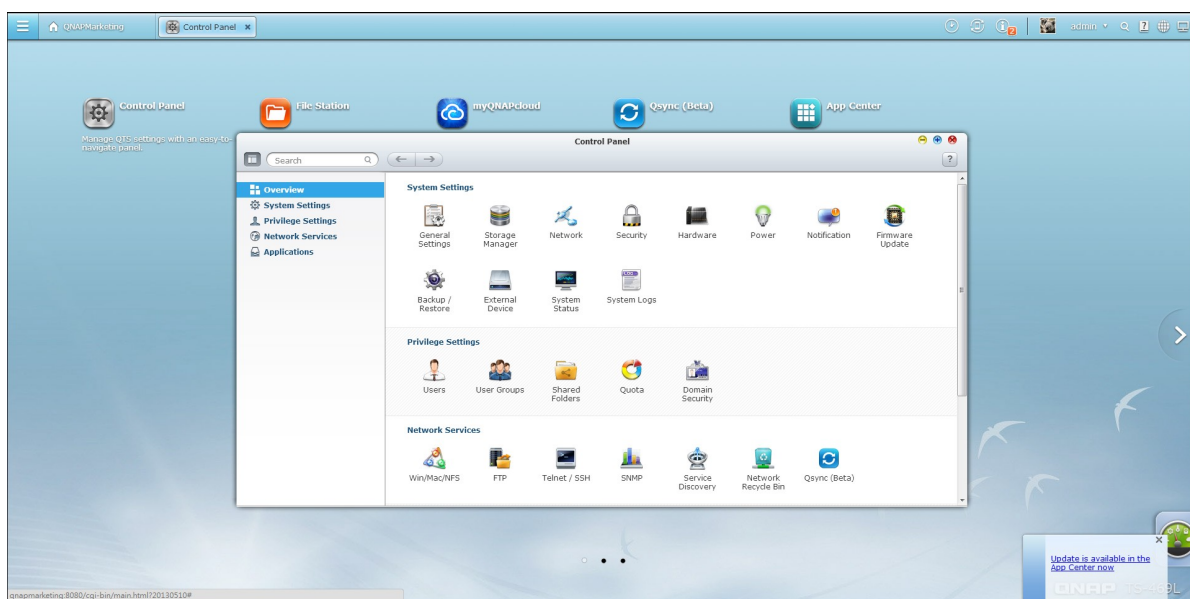 QNAPMarketing
Control Panel
2
admin
?
Control Panel
File Station
myQNAPcloud
Qsync (Beta)
App Center
Manage QTS settings with an easy-to-
navigate panel.
Control Panel
Search
?
Overview
System Settings
Privilege Settings
Network Services
Applications
System Settings
General Settings
Storage Manager
Network
Security
Hardware
Power
Notification
Firmware Update
Backup / Restore
External Device
System Status
System Logs
Privilege Settings
Users
User Groups
Shared Folders
Quota
Domain Security
Network Services
Win/Mac/NFS
FTP
Telnet / SSH
SNMP
Service Discovery
Network Recycle Bin
Qsync (Beta)
Update is available in the
App Center now
QNAP
qnapmarketing:8080/cgi-bin/main.html?20130510#